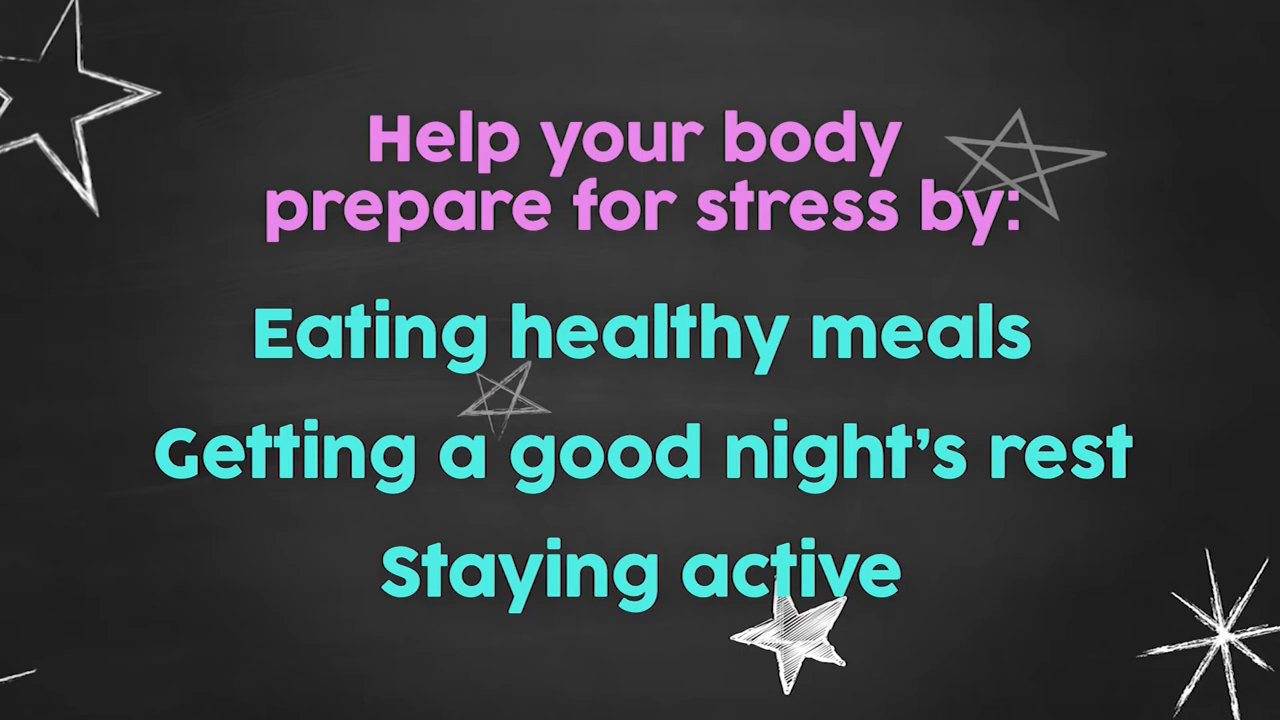 Help your body
prepare for stress by:
Eating healthy meals
Getting a good night’s rest
Staying active